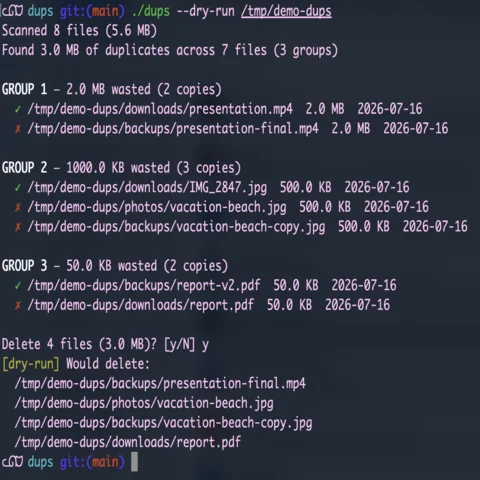 dups git:(main) ./dups --dry-run /tmp/demo-dups
Scanned 8 files (5.6 MB)
Found 3.0 MB of duplicates across 7 files (3 groups)
GROUP 1 — 2.0 MB wasted (2 copies)
✓ /tmp/demo-dups/downloads/presentation.mp4 2.0 MB 2026-07-16
✗ /tmp/demo-dups/backups/presentation-final.mp4 2.0 MB 2026-07-16
GROUP 2 — 1000.0 KB wasted (3 copies)
✓ /tmp/demo-dups/downloads/IMG_2847.jpg 500.0 KB 2026-07-16
✗ /tmp/demo-dups/photos/vacation-beach.jpg 500.0 KB 2026-07-16
✗ /tmp/demo-dups/backups/vacation-beach-copy.jpg 500.0 KB 2026-07-16
GROUP 3 — 50.0 KB wasted (2 copies)
✓ /tmp/demo-dups/backups/report-v2.pdf 50.0 KB 2026-07-16
✗ /tmp/demo-dups/downloads/report.pdf 50.0 KB 2026-07-16
Delete 4 files (3.0 MB)? [y/N] y
[dry-run] Would delete:
/tmp/demo-dups/backups/presentation-final.mp4
/tmp/demo-dups/photos/vacation-beach.jpg
/tmp/demo-dups/backups/vacation-beach-copy.jpg
/tmp/demo-dups/downloads/report.pdf
dups git:(main)